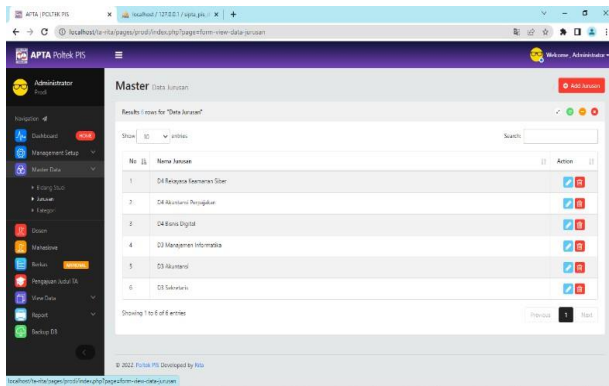 APTA | POLTEK PIS
localhost / 127.0.0.1 / apta_pis
localhost/ta-rita/pages/prodi/index.php?page=form-view-data-jurusan
APTA Poltek PIS
Welcome, Administrator
Administrator
Prodi
Navigation
Dashboard HOME
Management Setup
Master Data
Bidang Studi
Jurusan
Kategori
Dosen
Mahasiswa
Berkas
Pengajuan Judul TA
View Data
Report
Backup DB
Master Data Jurusan
Add Jurusan
Results 6 rows for "Data Jurusan"
Show 10 entries
Search:
No Nama Jurusan Action
1 D4 Rekayasa Keamanan Siber
2 D4 Akuntansi Perpajakan
3 D4 Bisnis Digital
4 D3 Manajemen Informatika
5 D3 Akuntansi
6 D3 Sekretaris
Showing 1 to 6 of 6 entries
Previous 1 Next
© 2022. Poltek PIS Developed by Rita
localhost/ta-rita/pages/prodi/index.php?page=form-view-data-jurusan